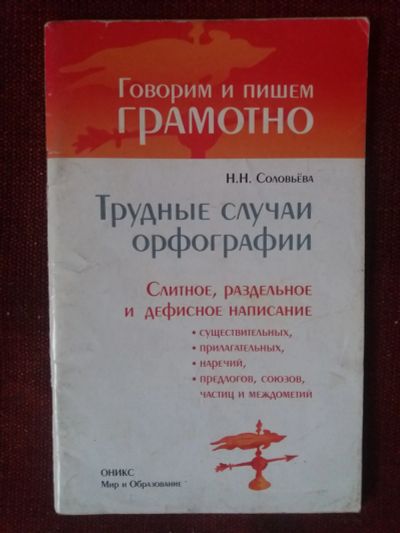 Говорим и пишем
ГРАМОТНО
Н.Н. Соловьёва
Трудные случаи
орфографии
Слитное, раздельное
и дефисное написание
• существительных,
• прилагательных,
• наречий,
• предлогов, союзов,
частиц и междометий
ОНИКС
Мир и Образование